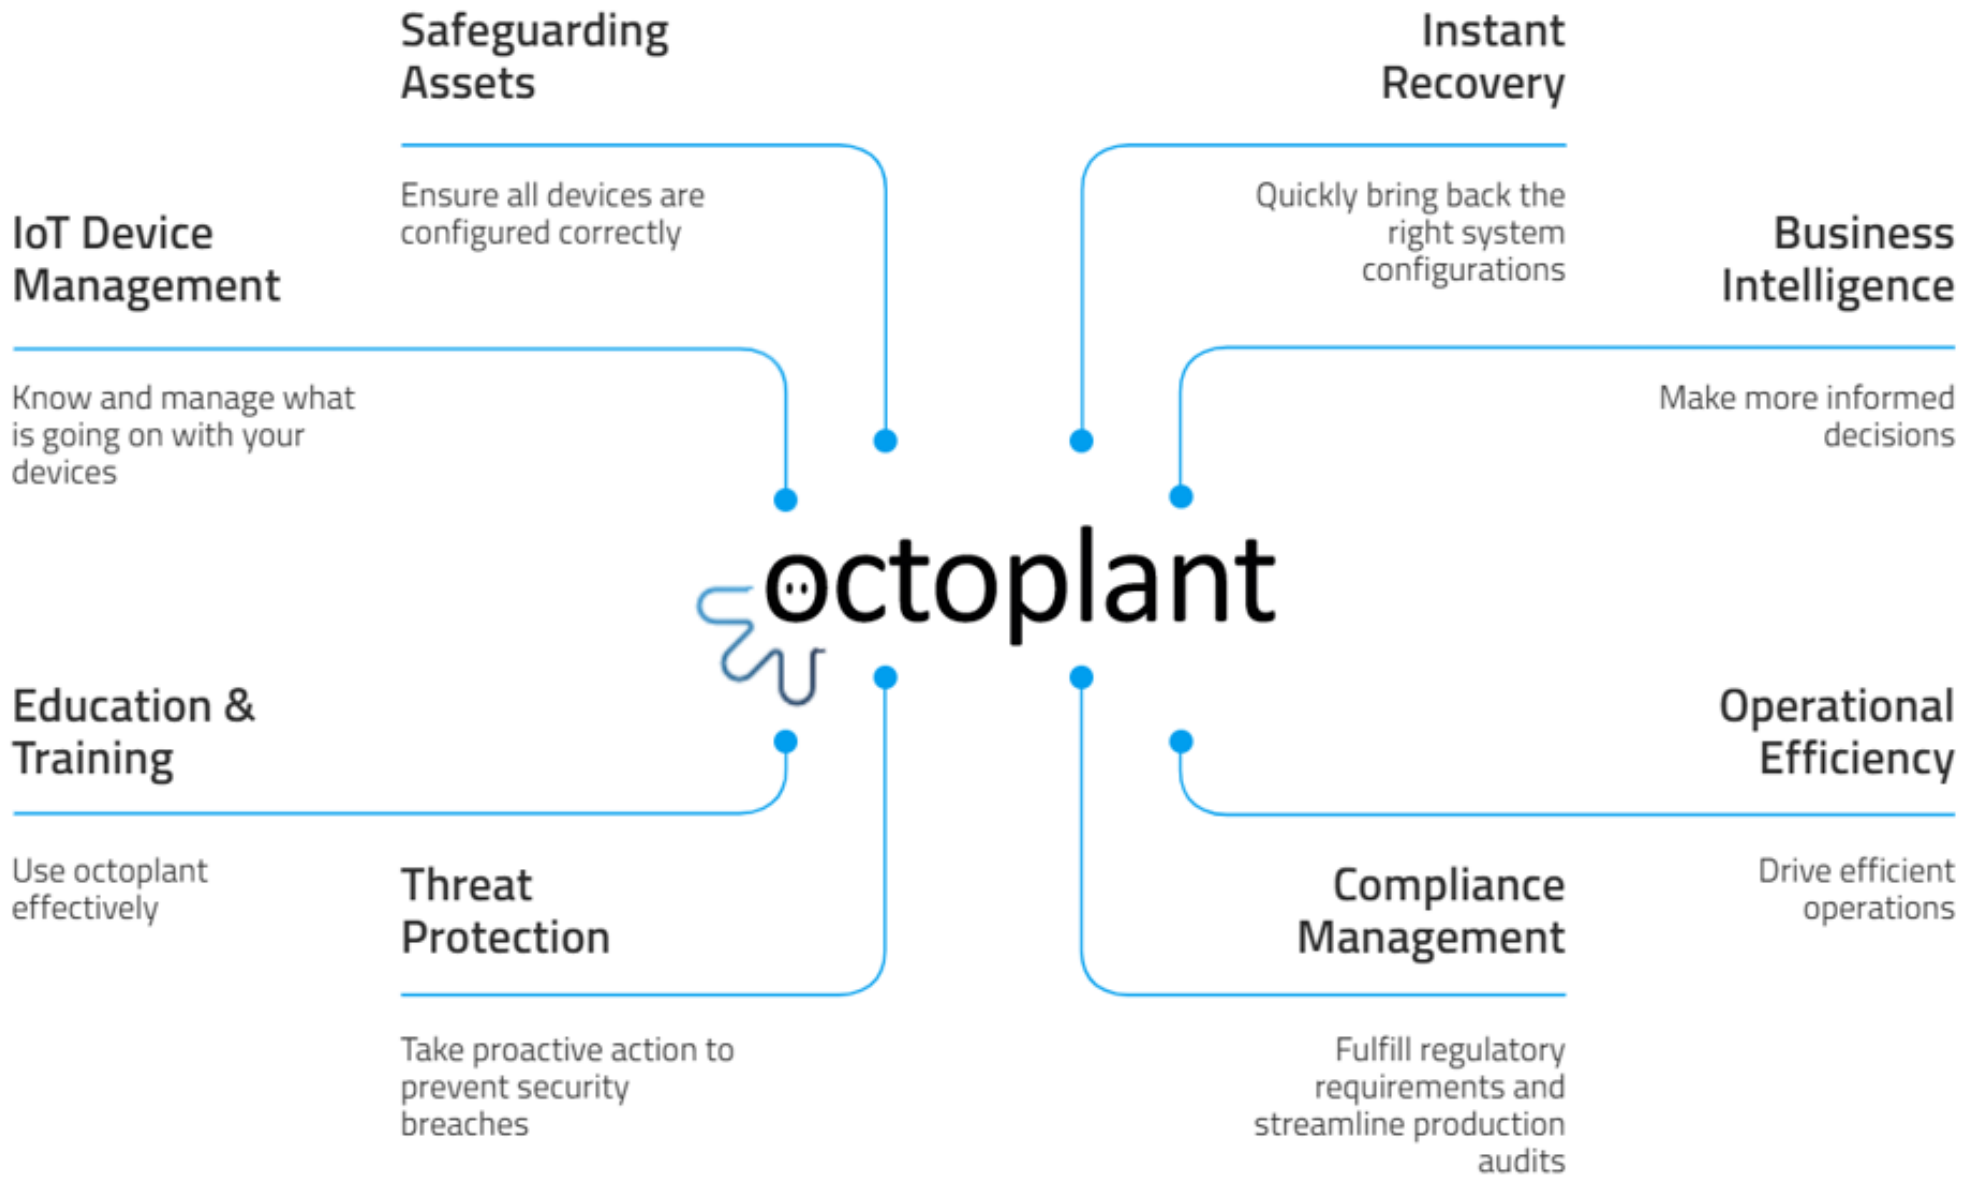 Safeguarding
Assets
Ensure all devices are
configured correctly
Instant
Recovery
Quickly bring back the
right system
configurations
IoT Device
Management
Know and manage what
is going on with your
devices
Business
Intelligence
Make more informed
decisions
octoplant
Education &
Training
Use octoplant
effectively
Operational
Efficiency
Drive efficient
operations
Threat
Protection
Take proactive action to
prevent security
breaches
Compliance
Management
Fulfill regulatory
requirements and
streamline production
audits